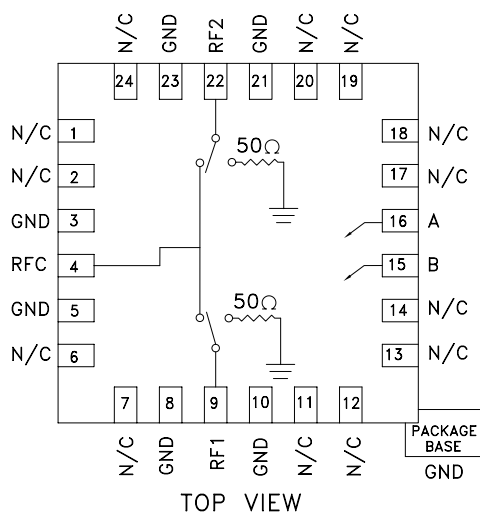 N/C GND RF2 GND N/C N/C
24 23 22 21 20 19
N/C 1
N/C 2
GND 3
RFC 4
GND 5
N/C 6
50Ω
50Ω
18 N/C
17 N/C
16 A
15 B
14 N/C
13 N/C
7 8 9 10 11 12
N/C GND RF1 GND N/C N/C
PACKAGE
BASE
GND
TOP VIEW